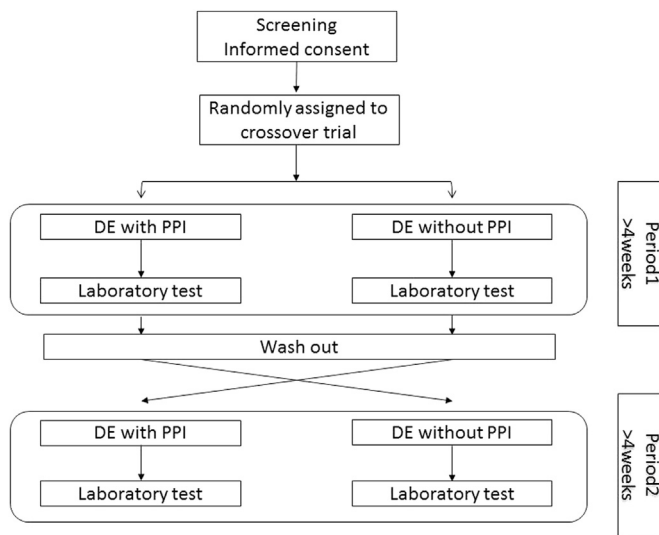 Screening
Informed consent
Randomly assigned to
crossover trial
DE with PPI
DE without PPI
Laboratory test
Laboratory test
Period1
>4weeks
Wash out
DE with PPI
DE without PPI
Laboratory test
Laboratory test
Period2
>4weeks